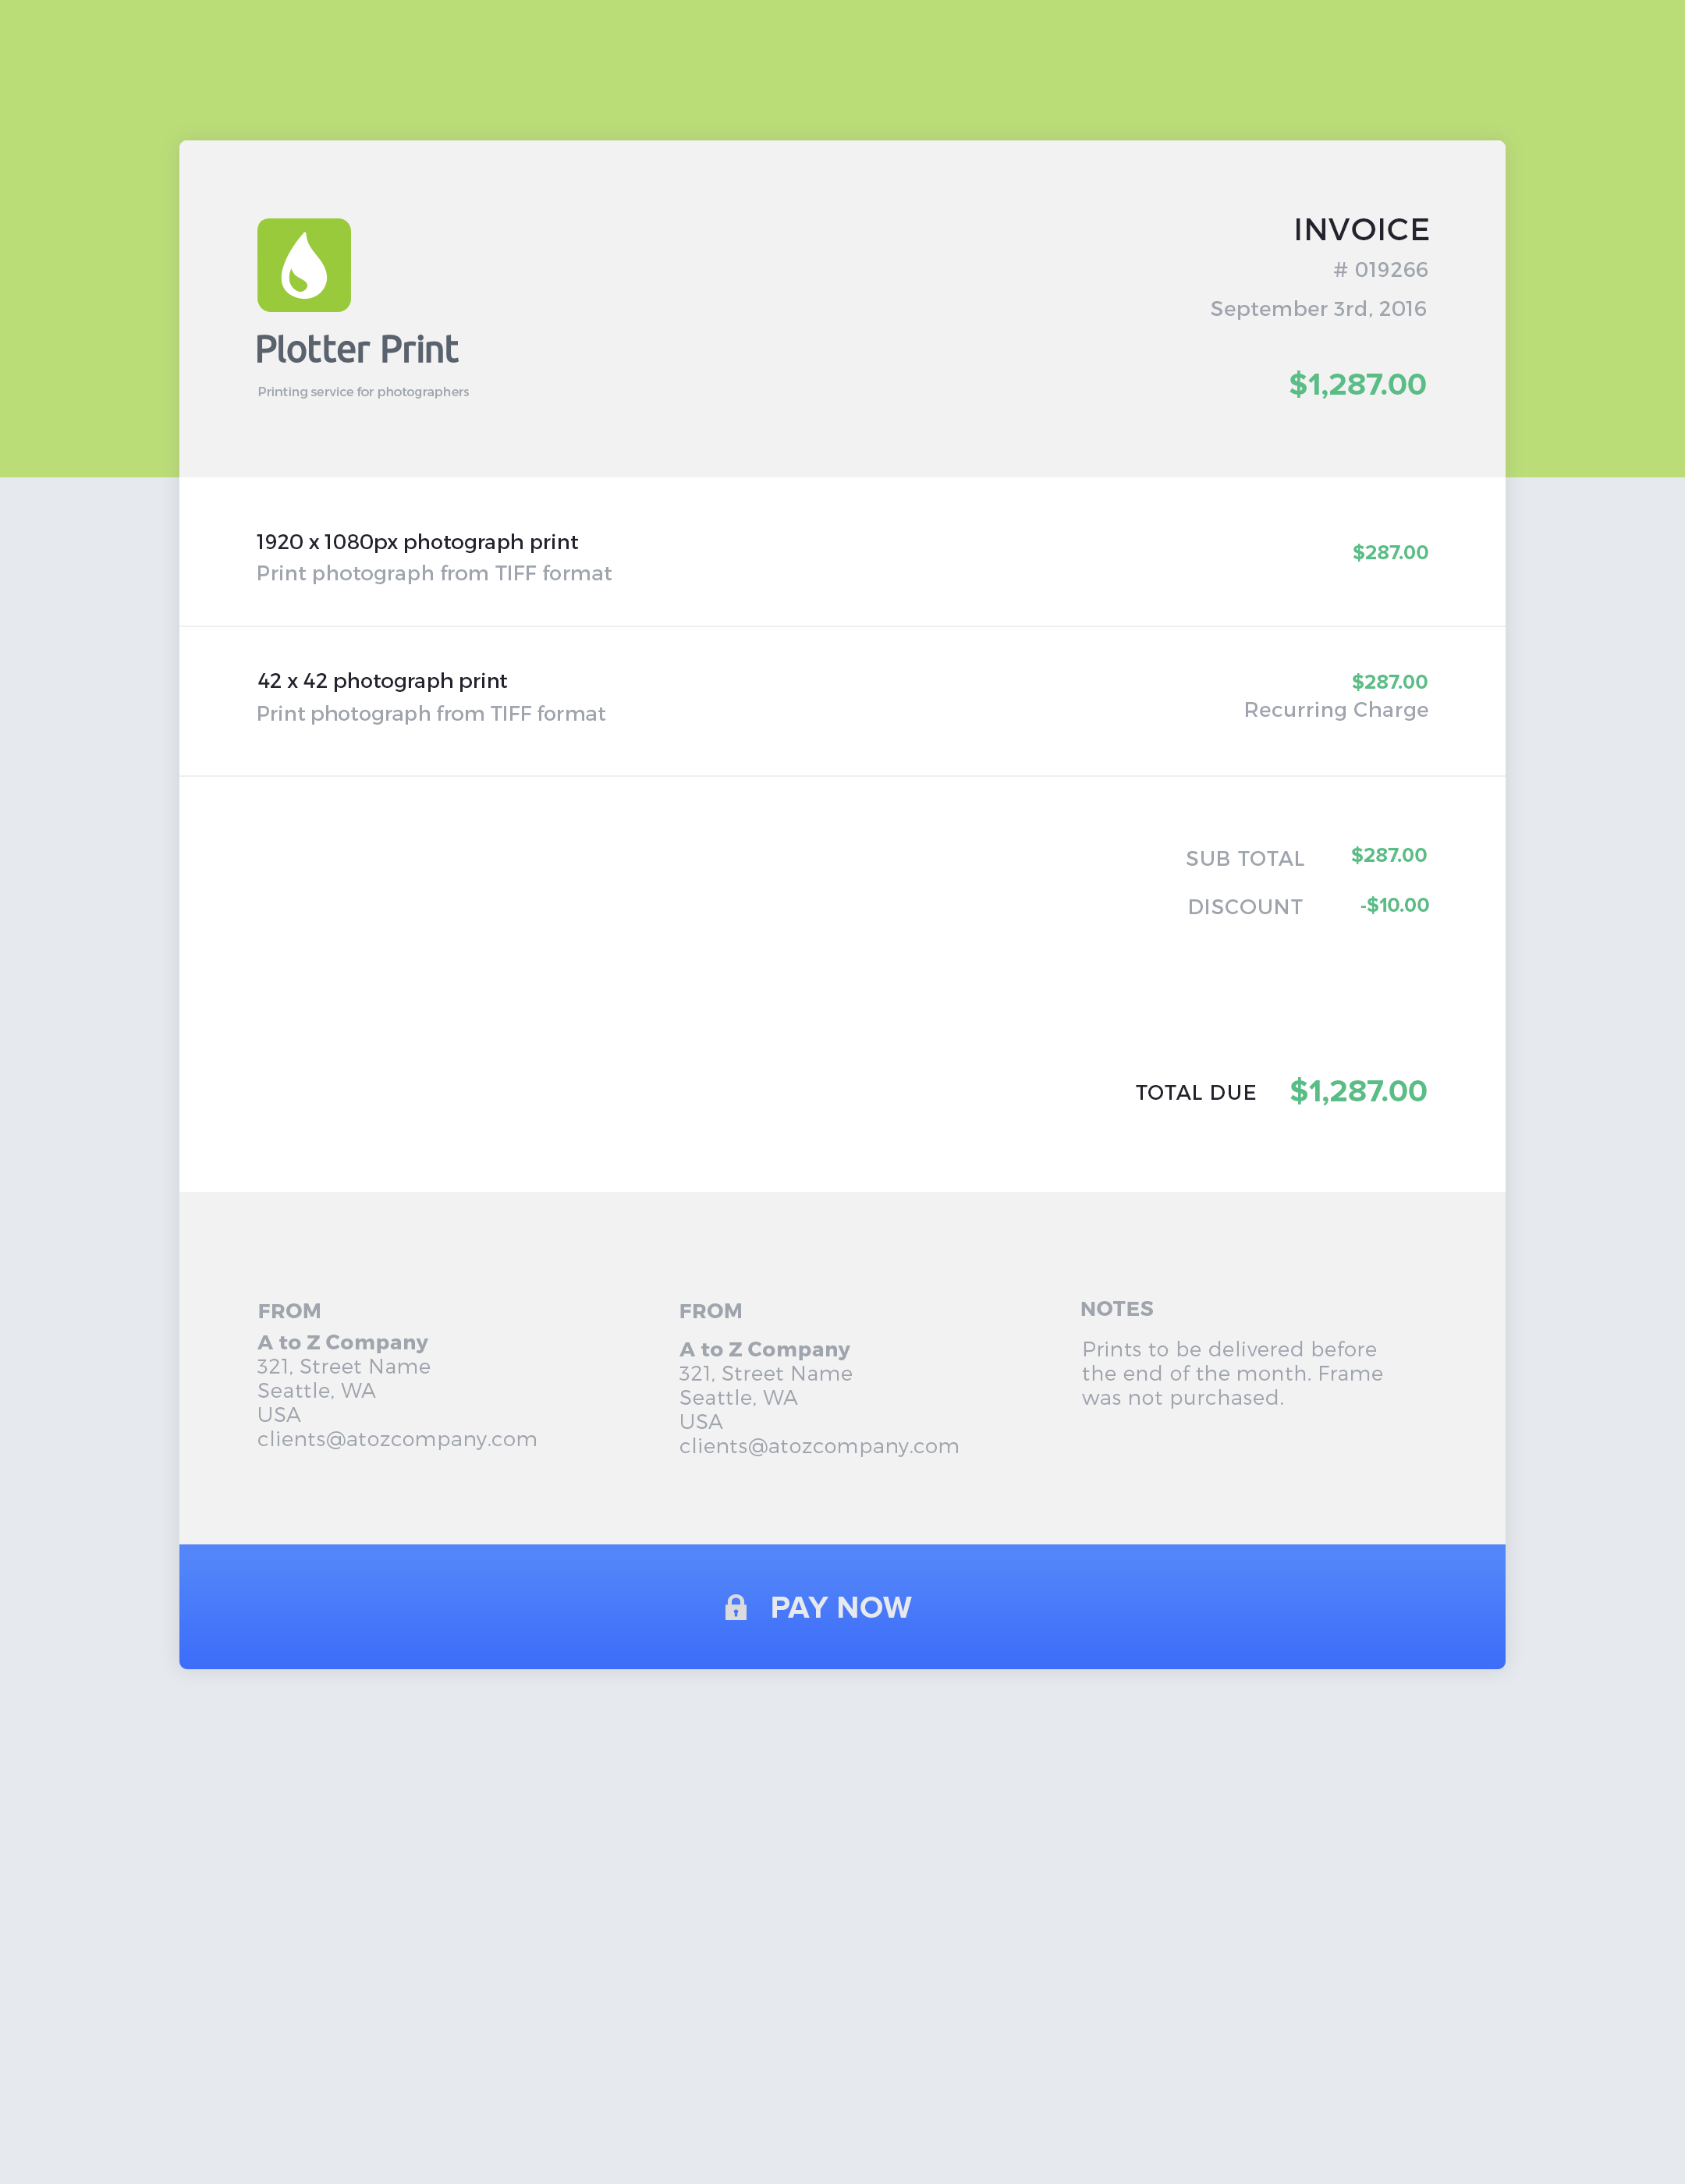 Plotter Print
Printing service for photographers
INVOICE
# 019266
September 3rd, 2016
$1,287.00
1920 x 1080px photograph print
Print photograph from TIFF format
$287.00
42 x 42 photograph print
Print photograph from TIFF format
$287.00
Recurring Charge
SUB TOTAL $287.00
DISCOUNT -$10.00
TOTAL DUE $1,287.00
FROM
A to Z Company
321, Street Name
Seattle, WA
USA
clients@atozcompany.com
FROM
A to Z Company
321, Street Name
Seattle, WA
USA
clients@atozcompany.com
NOTES
Prints to be delivered before
the end of the month. Frame
was not purchased.
PAY NOW